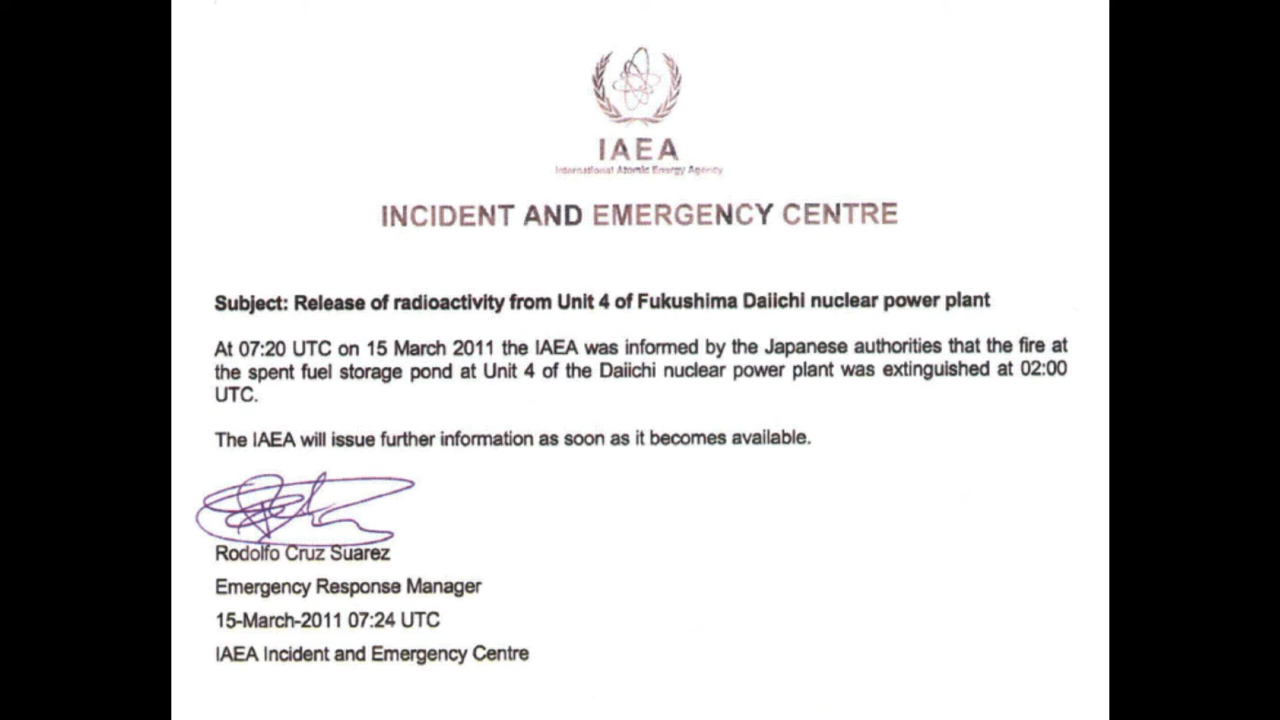 IAEA
International Atomic Energy Agency
INCIDENT AND EMERGENCY CENTRE
Subject: Release of radioactivity from Unit 4 of Fukushima Daiichi nuclear power plant
At 07:20 UTC on 15 March 2011 the IAEA was informed by the Japanese authorities that the fire at
the spent fuel storage pond at Unit 4 of the Daiichi nuclear power plant was extinguished at 02:00
UTC.
The IAEA will issue further information as soon as it becomes available.
Rodolfo Cruz Suarez
Emergency Response Manager
15-March-2011 07:24 UTC
IAEA Incident and Emergency Centre